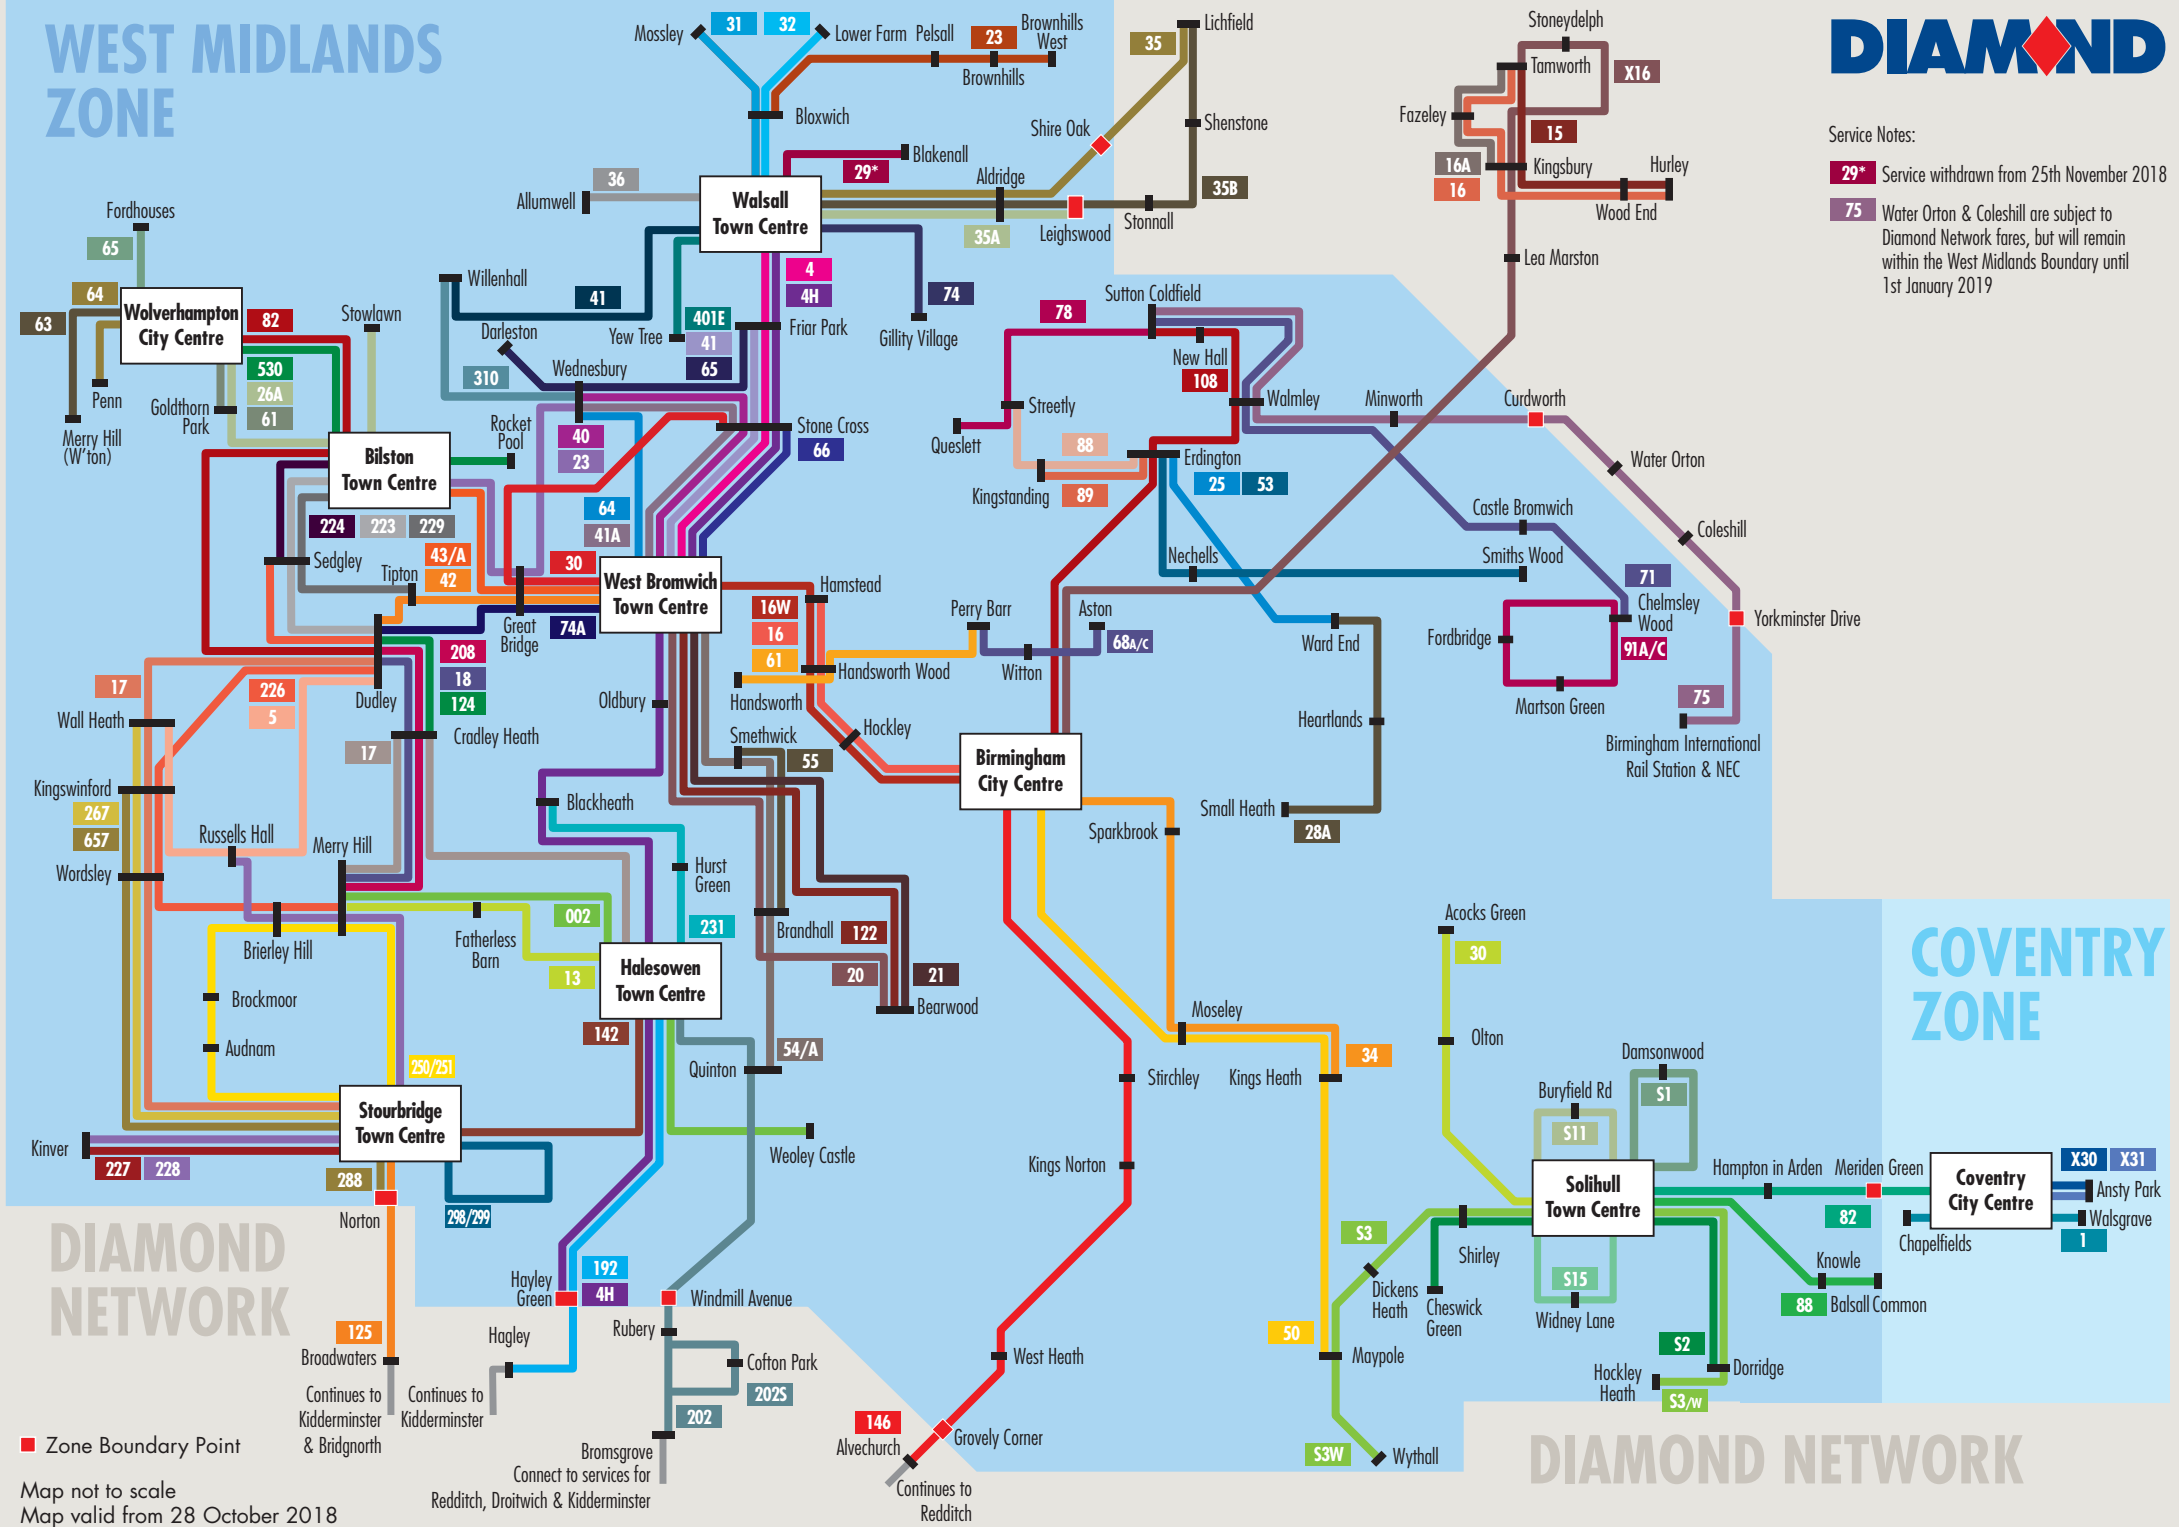 WEST MIDLANDS
ZONE
Mossley
31
32
Lower Farm
Pelsall
23
Brownhills
West
Brownhills
Bloxwich
35
Lichfield
Shire Oak
Shenstone
Stoneydelph
Tamworth
X16
Fazeley
15
16A
16
Kingsbury
Hurley
Wood End
Lea Marston
DIAMOND
Service Notes:
29* Service withdrawn from 25th November 2018
75 Water Orton & Coleshill are subject to
Diamond Network fares, but will remain
within the West Midlands Boundary until
1st January 2019
Blakenall
29*
36
Allumwell
Walsall
Town Centre
Aldridge
35B
35A
Leighswood
Stonnall
Fordhouses
65
64
63
Wolverhampton
City Centre
82
Stowlawn
530
26A
61
Penn
Goldthorn
Park
Merry Hill
(W'ton)
Willenhall
41
Darleston
Yew Tree
401E
41
65
4
4H
Friar Park
74
Gillity Village
310
Wednesbury
Rocket
Pool
40
23
Stone Cross
66
Bilston
Town Centre
64
41A
224
223
229
Sedgley
43/A
42
Tipton
30
West Bromwich
Town Centre
Great
Bridge
74A
78
Sutton Coldfield
New Hall
108
Streetly
Queslett
88
Kingstanding
89
Erdington
25
53
Walmley
Minworth
Curdworth
Water Orton
Castle Bromwich
Coleshill
Smiths Wood
Nechells
71
Chelmsley
Wood
Yorkminster Drive
Fordbridge
91A/C
Martson Green
75
Birmingham International
Rail Station & NEC
Hamstead
16W
16
61
Perry Barr
Aston
68A/C
Witton
Handsworth Wood
Handsworth
Hockley
Ward End
Heartlands
Small Heath
28A
Birmingham
City Centre
Sparkbrook
208
18
124
Dudley
17
226
5
Wall Heath
17
Cradley Heath
Oldbury
Smethwick
55
Kingswinford
267
657
Wordsley
Russells Hall
Merry Hill
Blackheath
Hurst
Green
002
Fatherless
Barn
231
13
Brierley Hill
Brandhall
122
20
21
Bearwood
Halesowen
Town Centre
142
54/A
Quinton
Brockmoor
Audnam
250/251
Stourbridge
Town Centre
Weoley Castle
Kinver
227
228
288
298/299
Norton
DIAMOND
NETWORK
Hayley
Green
192
4H
Windmill Avenue
Rubery
Cofton Park
202S
202
125
Broadwaters
Hagley
Continues to
Kidderminster
& Bridgnorth
Continues to
Kidderminster
Bromsgrove
Connect to services for
Redditch, Droitwich & Kidderminster
Moseley
34
Kings Heath
Stirchley
Kings Norton
West Heath
146
Alvechurch
Grovely Corner
Continues to
Redditch
50
Maypole
S3W
Wythall
Acocks Green
30
Olton
COVENTRY
ZONE
Damsonwood
S1
Buryfield Rd
S11
Solihull
Town Centre
Hampton in Arden
Meriden Green
Coventry
City Centre
X30
X31
Ansty Park
Walsgrave
1
Chapelfields
82
S3
Shirley
Dickens
Heath
Cheswick
Green
S15
Widney Lane
Knowle
88
Balsall Common
S2
Dorridge
Hockley
Heath
S3/W
DIAMOND NETWORK
Zone Boundary Point
Map not to scale
Map valid from 28 October 2018